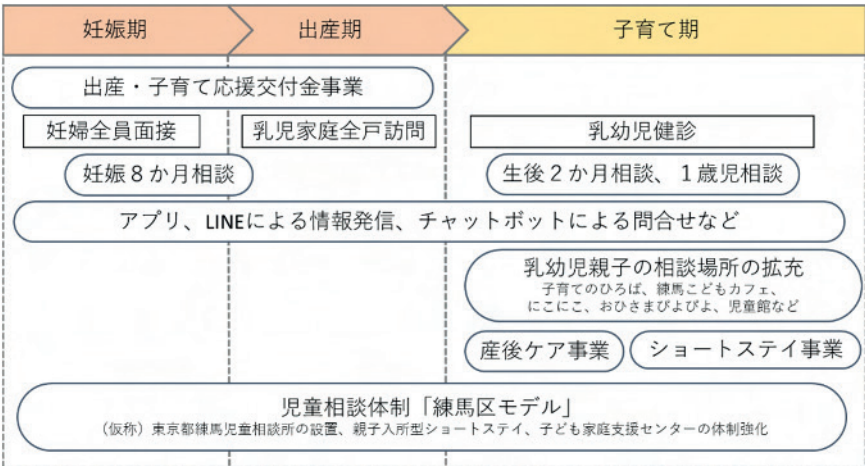 妊娠期
出産期
子育て期
出産・子育て応援交付金事業
妊婦全員面接
乳児家庭全戸訪問
乳幼児健診
妊娠８か月相談
生後２か月相談、１歳児相談
アプリ、LINEによる情報発信、チャットボットによる問合せなど
乳幼児親子の相談場所の拡充
子育てのひろば、練馬こどもカフェ、
にこにこ、おひさまぴよぴよ、児童館など
産後ケア事業
ショートステイ事業
児童相談体制「練馬区モデル」
（仮称）東京都練馬児童相談所の設置、親子入所型ショートステイ、子ども家庭支援センターの体制強化